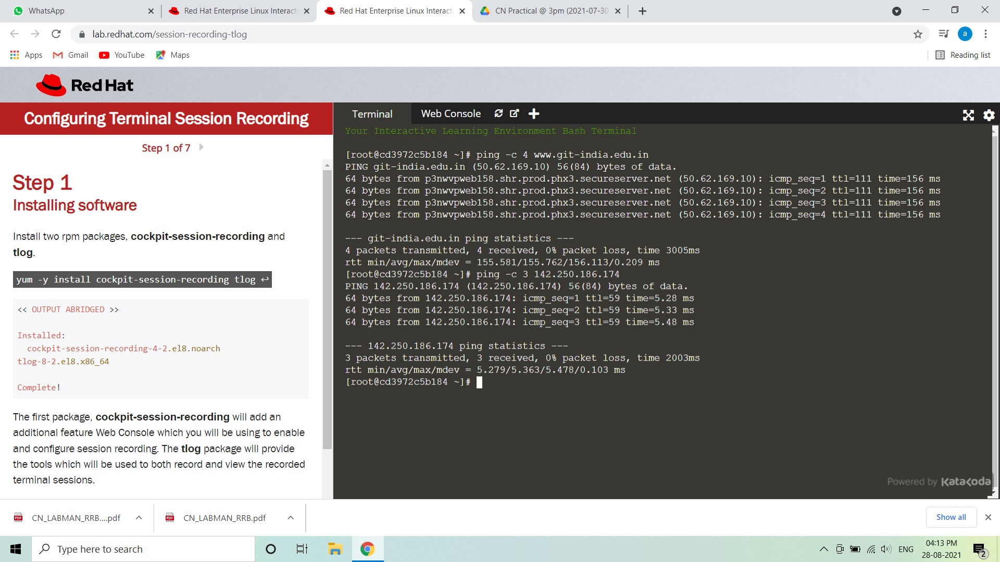 WhatsApp
Red Hat Enterprise Linux Interacti
Red Hat Enterprise Linux Interacti
CN Practical @ 3pm (2021-07-30
lab.redhat.com/session-recording-tlog
a
Apps
Gmail
YouTube
Maps
Reading list
Red Hat
Configuring Terminal Session Recording
Step 1 of 7
Step 1
Installing software
Install two rpm packages, cockpit-session-recording and
tlog.
yum -y install cockpit-session-recording tlog ↩
<< OUTPUT ABRIDGED >>
Installed:
cockpit-session-recording-4-2.el8.noarch
tlog-8-2.el8.x86_64
Complete!
The first package, cockpit-session-recording will add an
additional feature Web Console which you will be using to enable
and configure session recording. The tlog package will provide
the tools which will be used to both record and view the recorded
terminal sessions.
Terminal
Web Console
Your Interactive Learning Environment Bash Terminal
[root@cd3972c5b184 ~]# ping -c 4 www.git-india.edu.in
PING git-india.edu.in (50.62.169.10) 56(84) bytes of data.
64 bytes from p3nwvpweb158.shr.prod.phx3.secureserver.net (50.62.169.10): icmp_seq=1 ttl=111 time=156 ms
64 bytes from p3nwvpweb158.shr.prod.phx3.secureserver.net (50.62.169.10): icmp_seq=2 ttl=111 time=156 ms
64 bytes from p3nwvpweb158.shr.prod.phx3.secureserver.net (50.62.169.10): icmp_seq=3 ttl=111 time=156 ms
64 bytes from p3nwvpweb158.shr.prod.phx3.secureserver.net (50.62.169.10): icmp_seq=4 ttl=111 time=156 ms
--- git-india.edu.in ping statistics ---
4 packets transmitted, 4 received, 0% packet loss, time 3005ms
rtt min/avg/max/mdev = 155.581/155.762/156.113/0.209 ms
[root@cd3972c5b184 ~]# ping -c 3 142.250.186.174
PING 142.250.186.174 (142.250.186.174) 56(84) bytes of data.
64 bytes from 142.250.186.174: icmp_seq=1 ttl=59 time=5.28 ms
64 bytes from 142.250.186.174: icmp_seq=2 ttl=59 time=5.33 ms
64 bytes from 142.250.186.174: icmp_seq=3 ttl=59 time=5.48 ms
--- 142.250.186.174 ping statistics ---
3 packets transmitted, 3 received, 0% packet loss, time 2003ms
rtt min/avg/max/mdev = 5.279/5.363/5.478/0.103 ms
[root@cd3972c5b184 ~]#
Powered by Katacoda
CN_LABMAN_RRB....pdf
CN_LABMAN_RRB.pdf
Show all
Type here to search
ENG
04:13 PM
28-08-2021
2